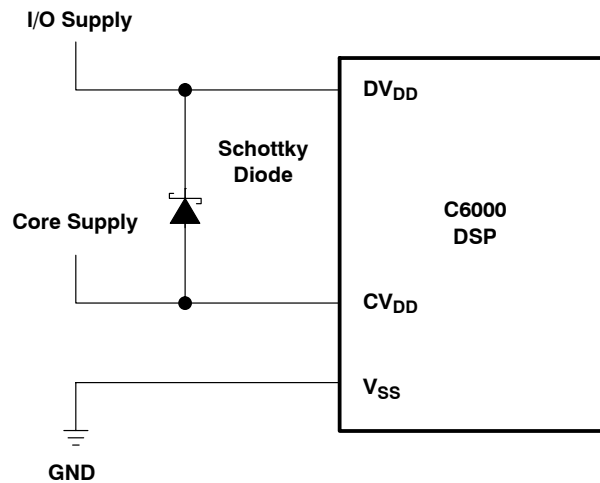 I/O Supply
DVDD
Schottky
Diode
C6000
DSP
Core Supply
CVDD
VSS
GND